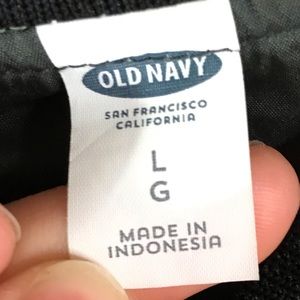 OLD NAVY
SAN FRANCISCO
CALIFORNIA
L
G
MADE IN
INDONESIA